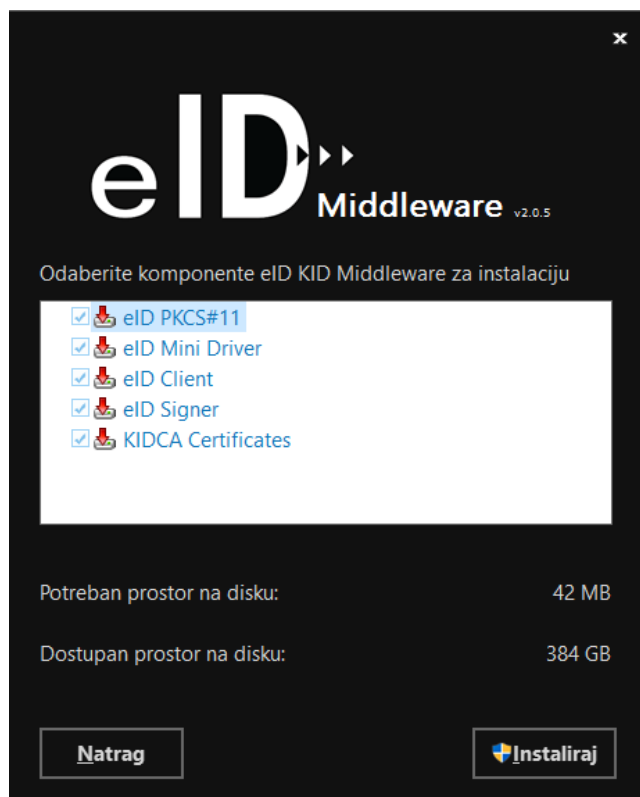 eID
Middleware v2.0.5
Odaberite komponente eID KID Middleware za instalaciju
eID PKCS#11
eID Mini Driver
eID Client
eID Signer
KIDCA Certificates
Potreban prostor na disku: 42 MB
Dostupan prostor na disku: 384 GB
Natrag Instaliraj